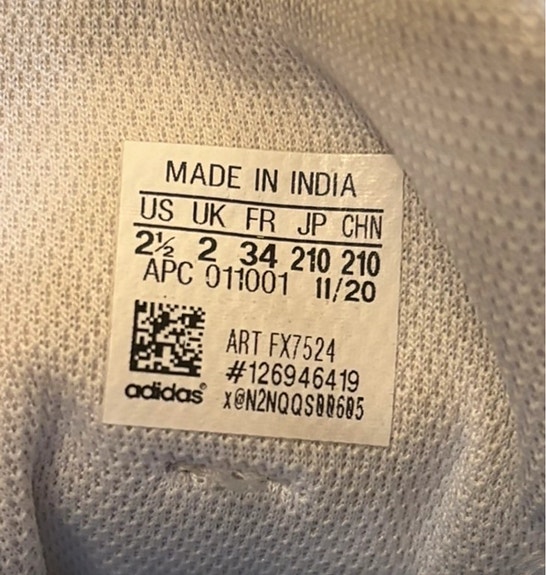 MADE IN INDIA
US UK FR JP CHN
2½ 2 34 210 210
APC 011001 11/20
ART FX7524
#126946419
x@N2NQQS00605
adidas®